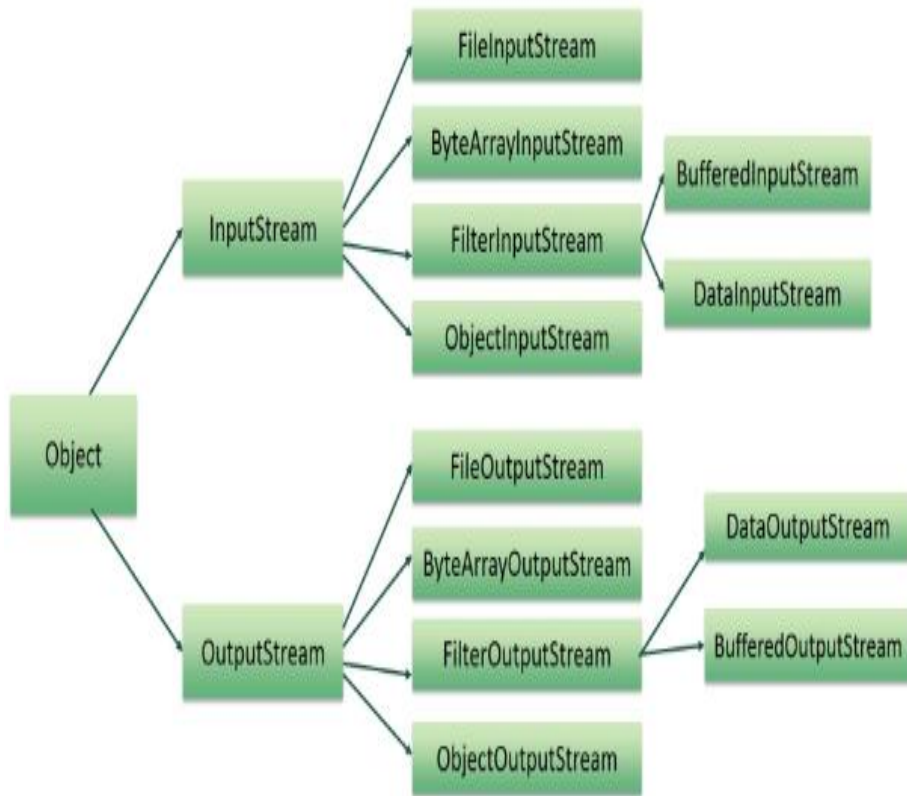 FileInputStream
ByteArrayInputStream
BufferedInputStream
InputStream
FilterInputStream
DataInputStream
ObjectInputStream
Object
FileOutputStream
DataOutputStream
ByteArrayOutputStream
OutputStream
FilterOutputStream
BufferedOutputStream
ObjectOutputStream